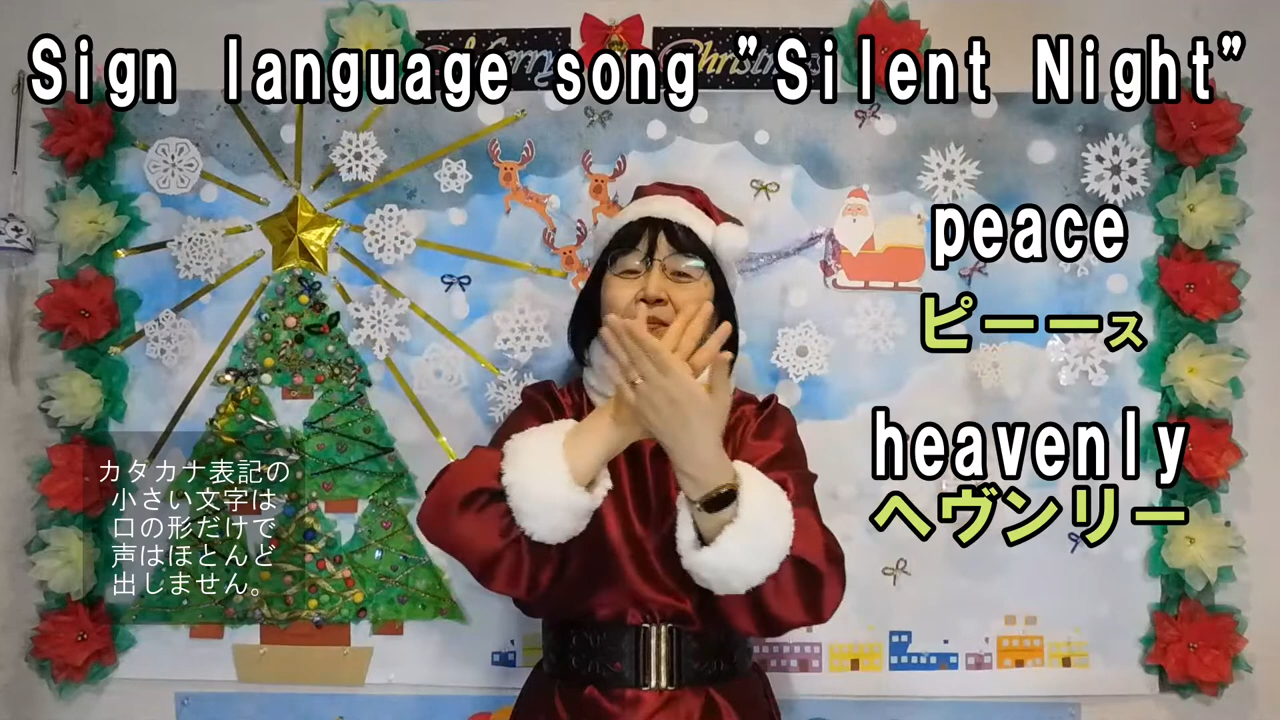 Merry Christmas
Sign language song "Silent Night"
peace
ピーース
heavenly
ヘヴンリー
カタカナ表記の
小さい文字は
口の形だけで
声はほとんど
出しません。